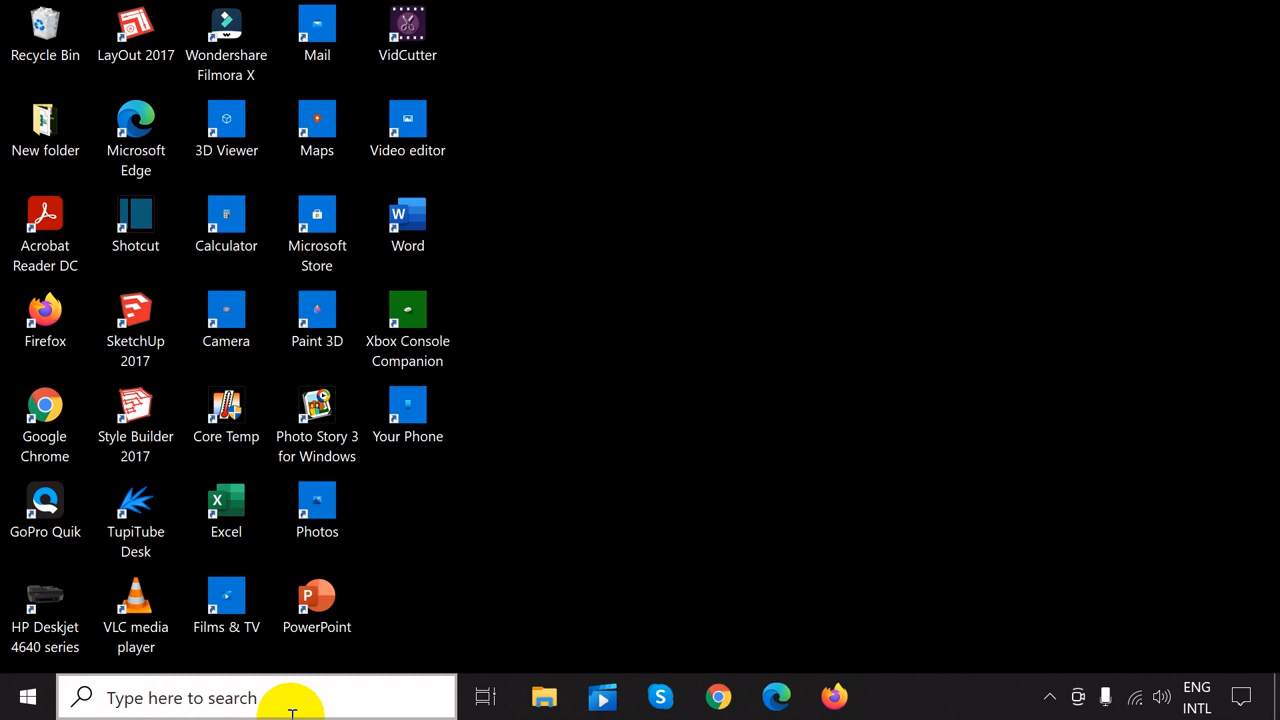 Recycle Bin
LayOut 2017
Wondershare
Filmora X
Mail
VidCutter
New folder
Microsoft
Edge
3D Viewer
Maps
Video editor
Acrobat
Reader DC
Shotcut
Calculator
Microsoft
Store
Word
Firefox
SketchUp
2017
Camera
Paint 3D
Xbox Console
Companion
Google
Chrome
Style Builder
2017
Core Temp
Photo Story 3
for Windows
Your Phone
GoPro Quik
TupiTube
Desk
Excel
Photos
HP Deskjet
4640 series
VLC media
player
Films & TV
PowerPoint
Type here to search
ENG
INTL